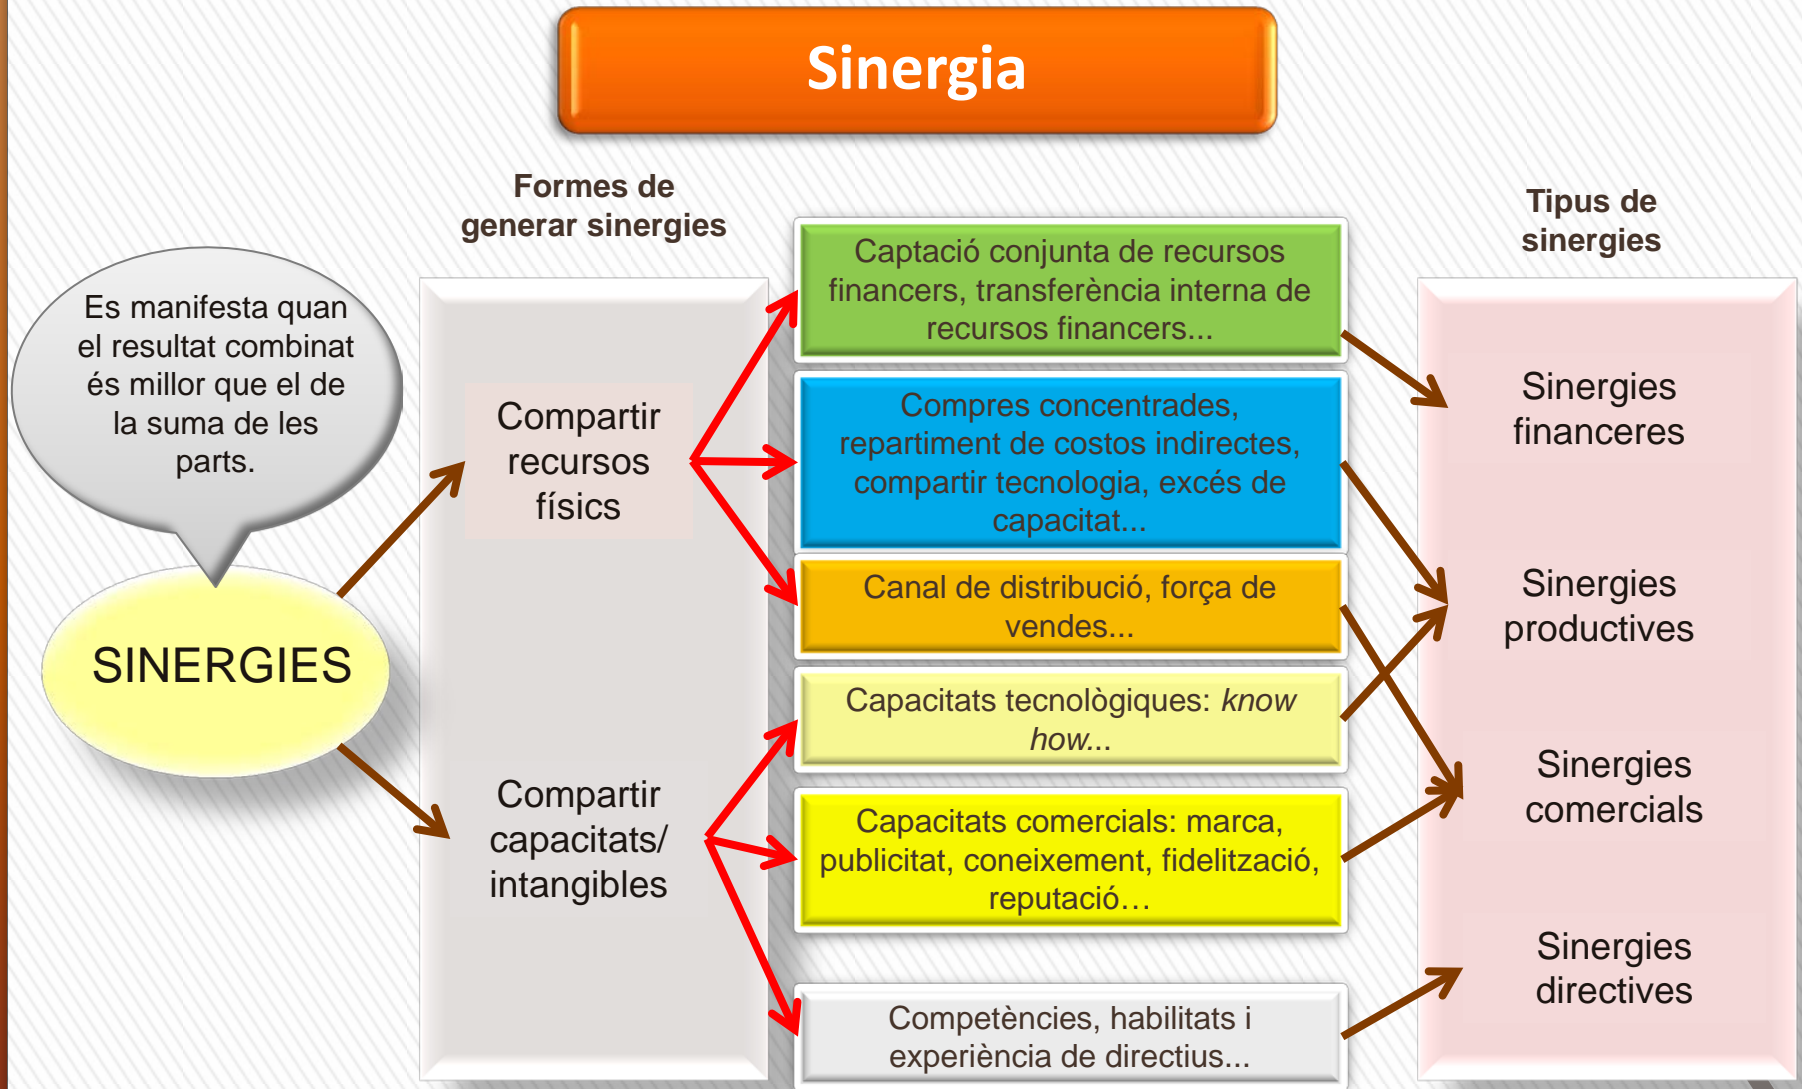 Sinergia
Formes de
generar sinergies
Tipus de
sinergies
Es manifesta quan
el resultat combinat
és millor que el de
la suma de les
parts.
SINERGIES
Compartir
recursos
físics
Compartir
capacitats/
intangibles
Captació conjunta de recursos
financers, transferència interna de
recursos financers...
Compres concentrades,
repartiment de costos indirectes,
compartir tecnologia, excés de
capacitat...
Canal de distribució, força de
vendes...
Capacitats tecnològiques: know
how...
Capacitats comercials: marca,
publicitat, coneixement, fidelització,
reputació…
Competències, habilitats i
experiència de directius...
Sinergies
financeres
Sinergies
productives
Sinergies
comercials
Sinergies
directives